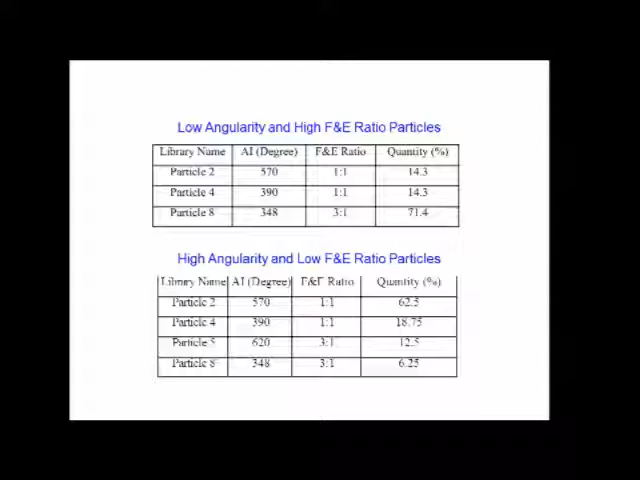 Low Angularity and High F&E Ratio Particles
Library Name AI (Degree) F&E Ratio Quantity (%)
Particle 2 570 1:1 14.3
Particle 4 390 1:1 14.3
Particle 8 348 3:1 71.4
High Angularity and Low F&E Ratio Particles
Library Name AI (Degree) F&E Ratio Quantity (%)
Particle 2 570 1:1 62.5
Particle 4 390 1:1 18.75
Particle 5 620 3:1 12.5
Particle 8 348 3:1 6.25